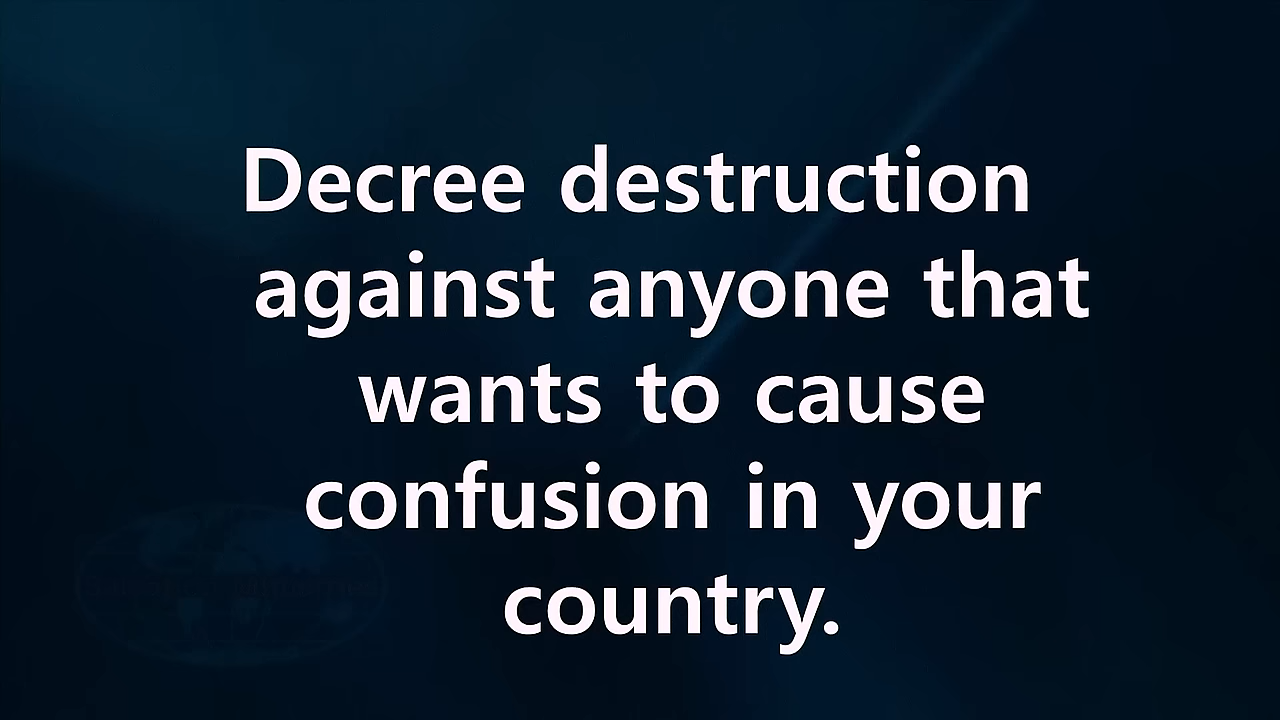 Decree destruction
against anyone that
wants to cause
confusion in your
country.